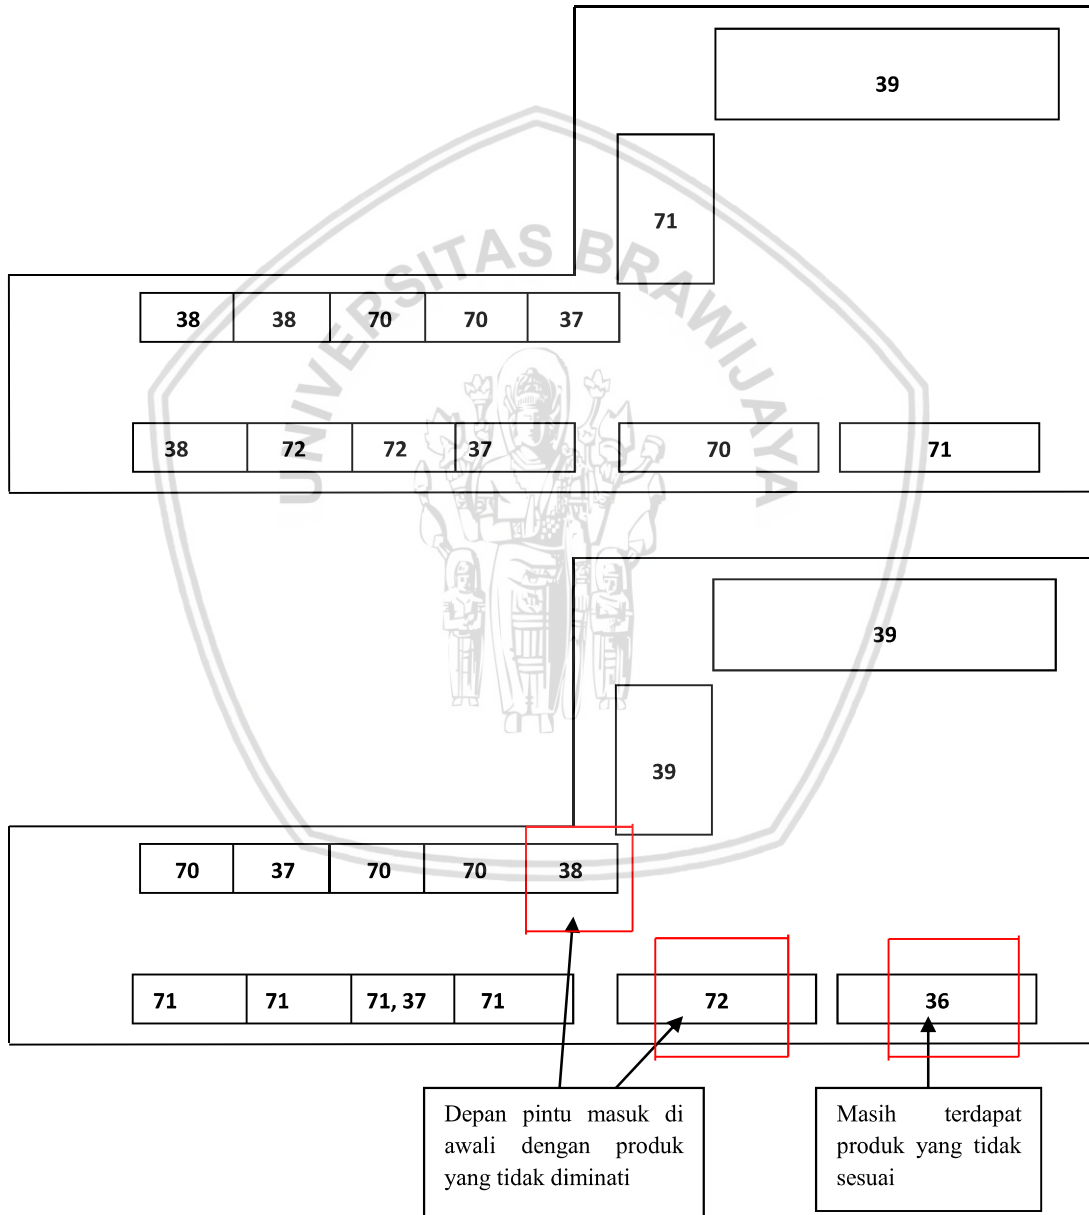 39
71
UNIVERSITAS BRAWIJAYA
38 38 70 70 37
38 72 72 37 70 71
39
39
70 37 70 70 38
71 71 71, 37 71 72 36
Depan pintu masuk di
awali dengan produk
yang tidak diminati
Masih terdapat
produk yang tidak
sesuai